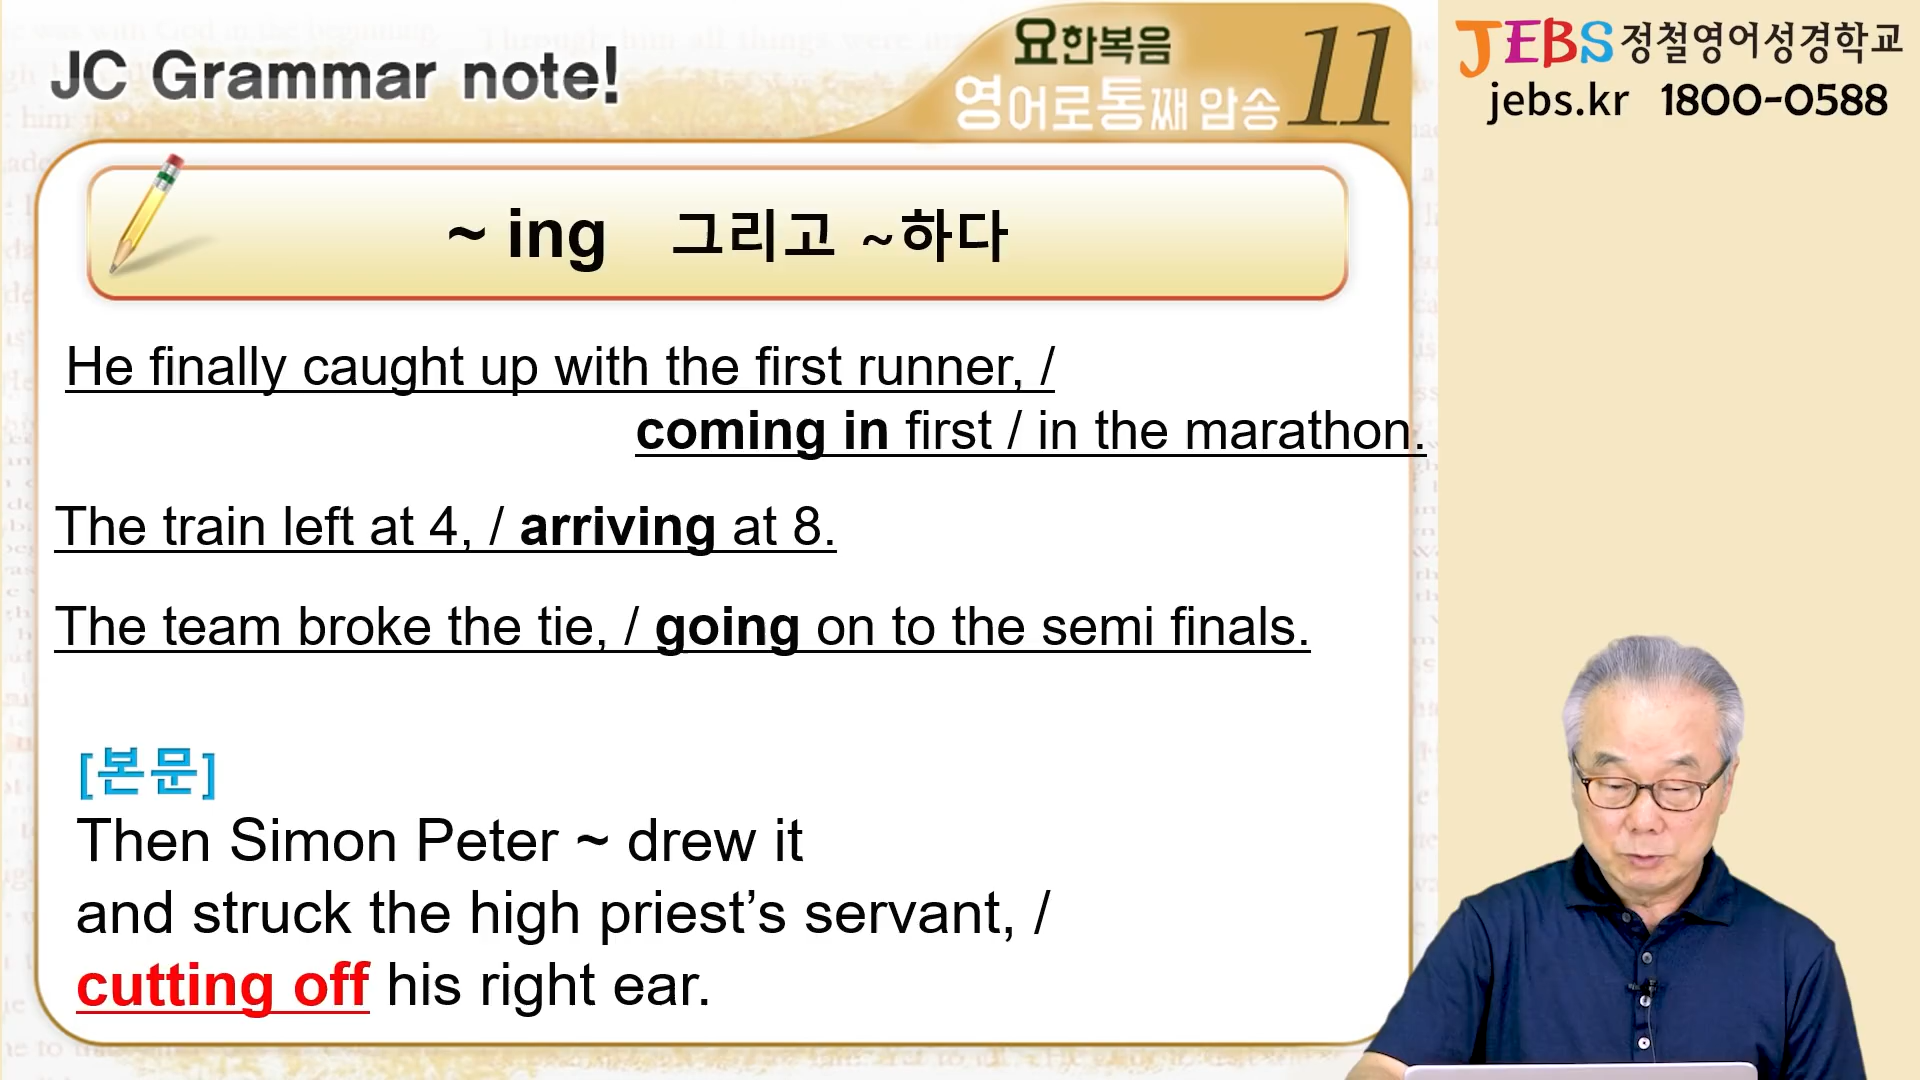 JC Grammar note!
요한복음
영어로통째 암송 11
JEBS 정철영어성경학교
jebs.kr 1800-0588
~ ing 그리고 ~하다
He finally caught up with the first runner, /
coming in first / in the marathon.
The train left at 4, / arriving at 8.
The team broke the tie, / going on to the semi finals.
[본문]
Then Simon Peter ~ drew it
and struck the high priest’s servant, /
cutting off his right ear.